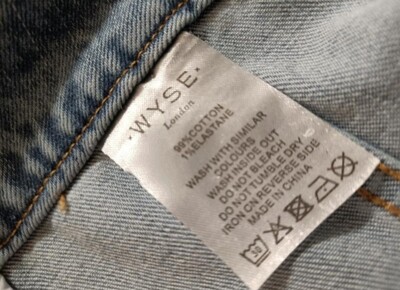 ·WYSE·
London
99%COTTON
1%ELASTANE
WASH WITH SIMILAR
COLOURS
WASH INSIDE OUT
DO NOT BLEACH
DO NOT TUMBLE DRY
IRON ON REVERSE SIDE
MADE IN CHINA
30